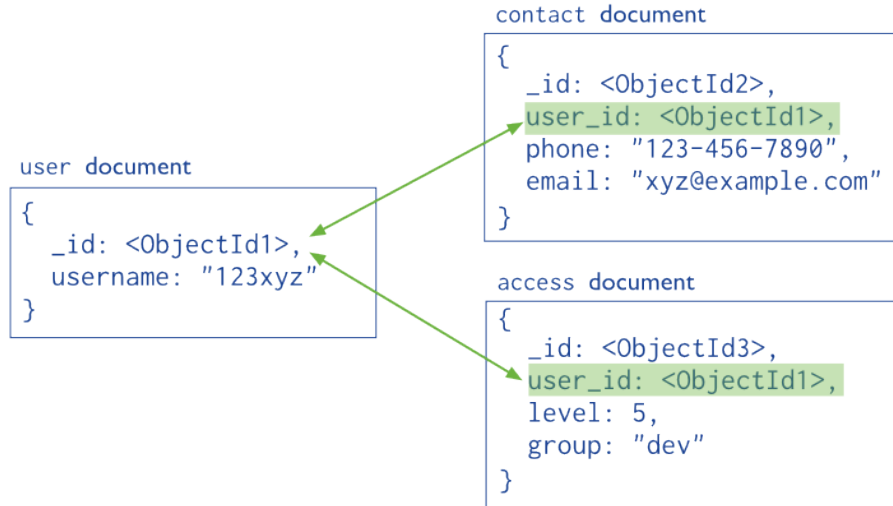 contact document
{
_id: <ObjectId2>,
user_id: <ObjectId1>,
phone: "123-456-7890",
email: "xyz@example.com"
}
user document
{
_id: <ObjectId1>,
username: "123xyz"
}
access document
{
_id: <ObjectId3>,
user_id: <ObjectId1>,
level: 5,
group: "dev"
}